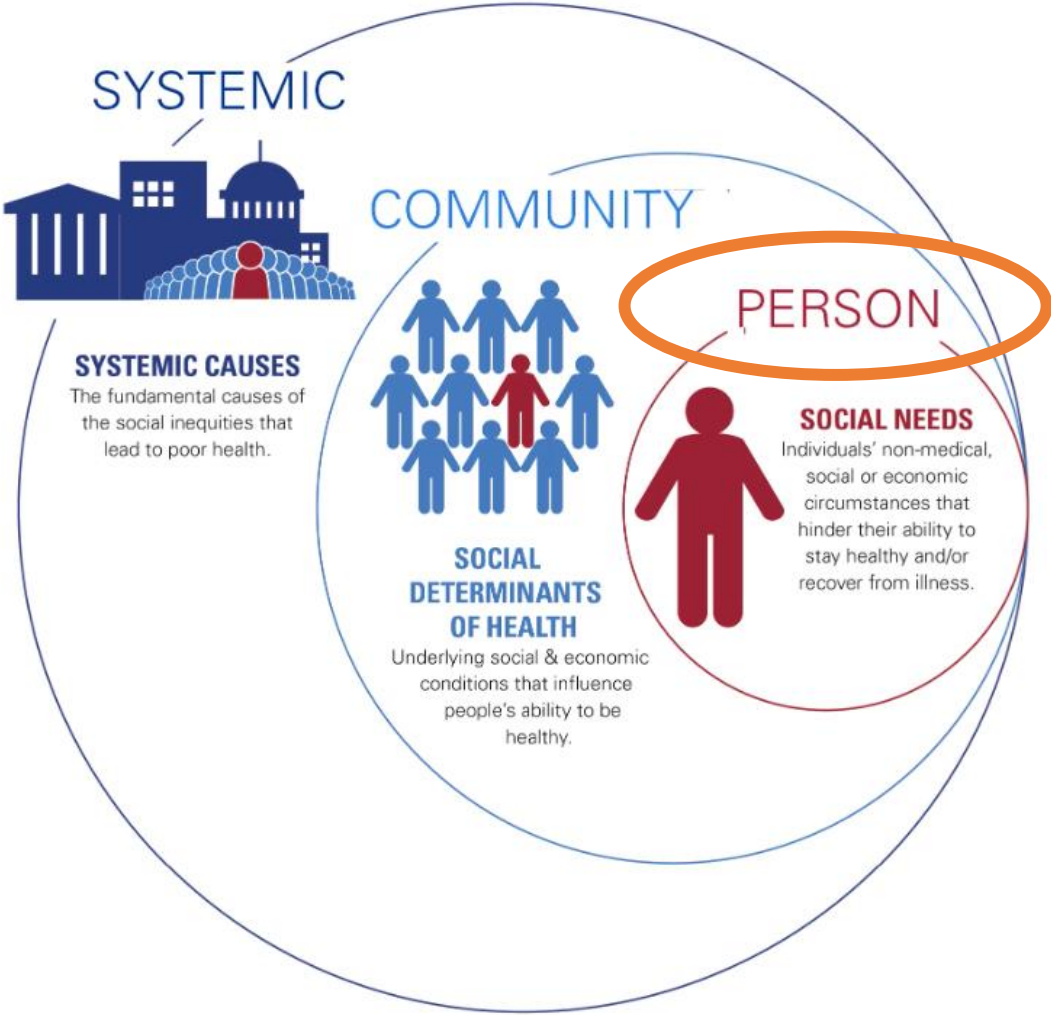 SYSTEMIC
COMMUNITY
PERSON
SYSTEMIC CAUSES
The fundamental causes of
the social inequities that
lead to poor health.
SOCIAL
DETERMINANTS
OF HEALTH
Underlying social & economic
conditions that influence
people's ability to be
healthy.
SOCIAL NEEDS
Individuals' non-medical,
social or economic
circumstances that
hinder their ability to
stay healthy and/or
recover from illness.